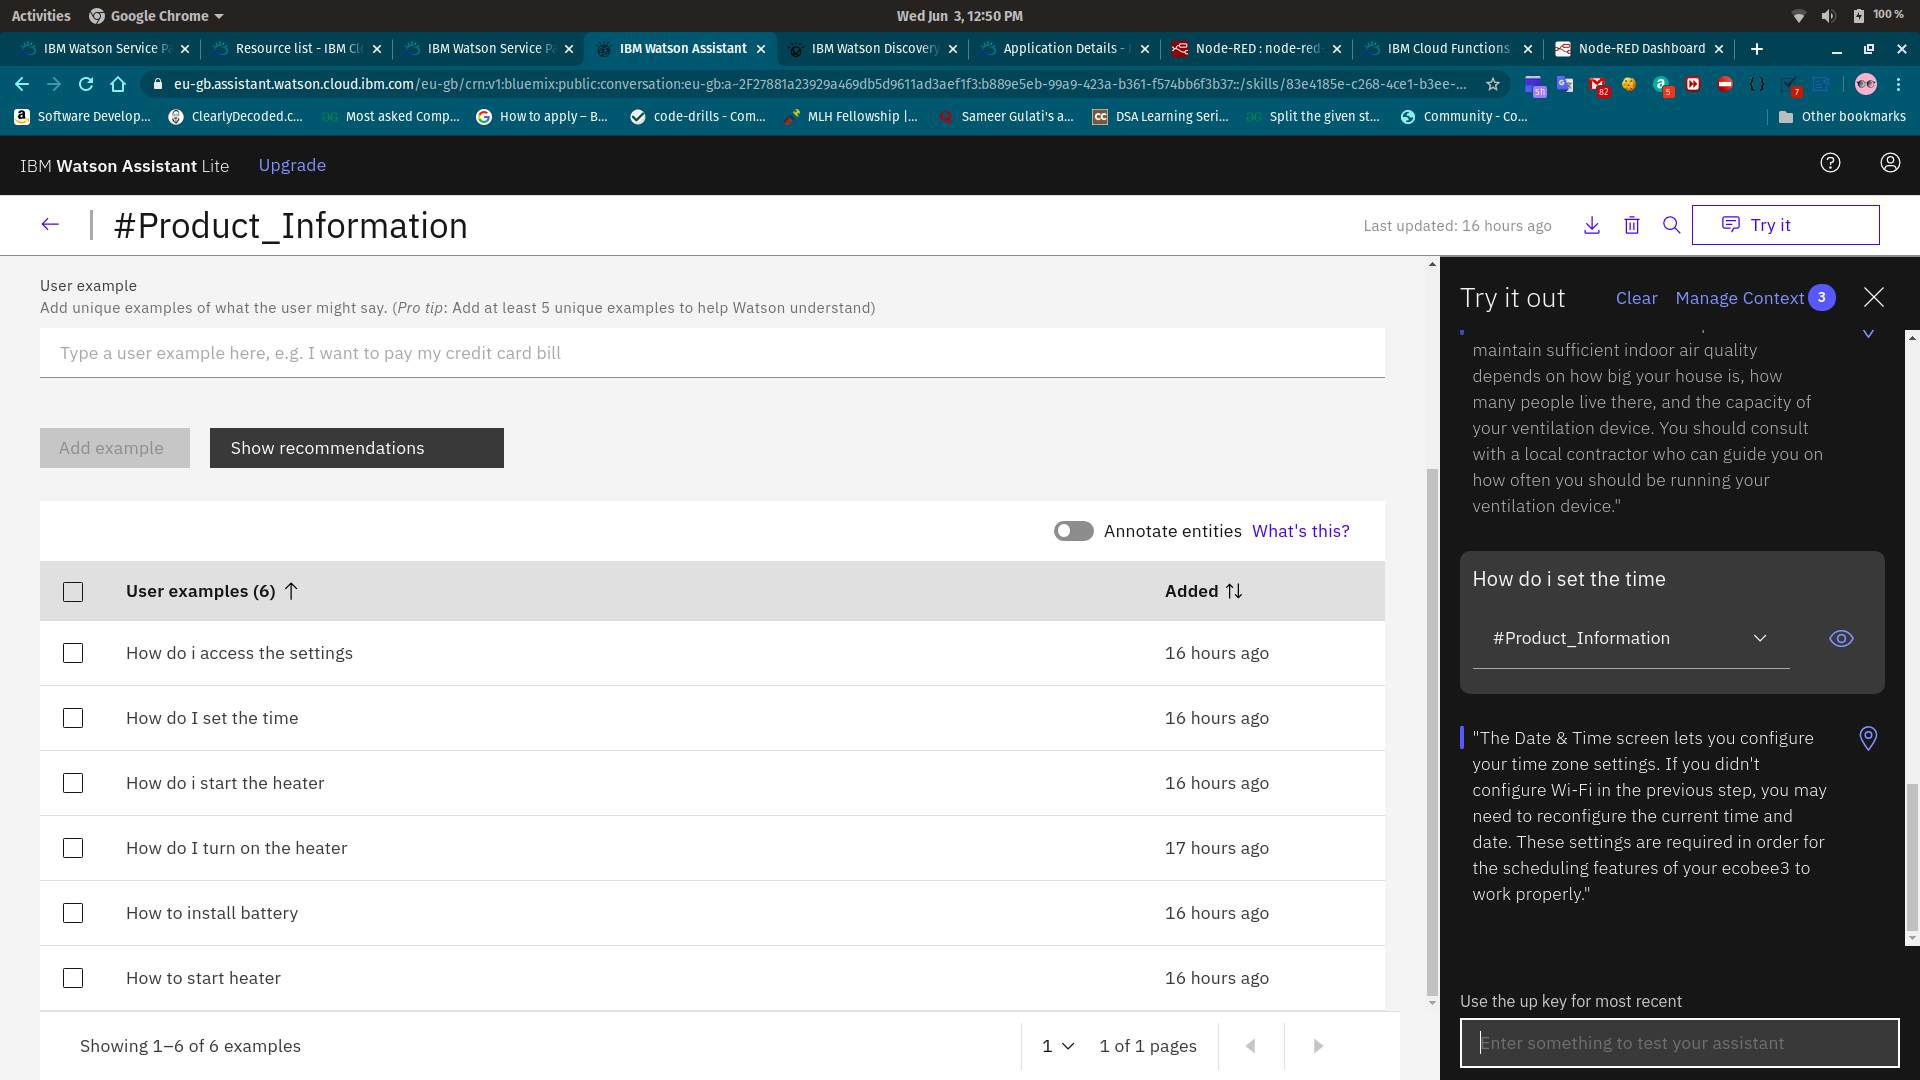 Activities
Google Chrome
Wed Jun 3, 12:50 PM
100 %
IBM Watson Service P
Resource list - IBM Cl
IBM Watson Service P
IBM Watson Assistant
IBM Watson Discovery
Application Details -
Node-RED : node-red-
IBM Cloud Functions
Node-RED Dashboard
eu-gb.assistant.watson.cloud.ibm.com/eu-gb/crn:v1:bluemix:public:conversation:eu-gb:a~2F27881a23929a469db5d9611ad3aef1f3:b889e5eb-99a9-423a-b361-f574bb6f3b37::/skills/83e4185e-c268-4ce1-b3ee-...
5h
82
5
7
Software Develop...
ClearlyDecoded.c...
Most asked Comp...
How to apply – B...
code-drills - Com...
MLH Fellowship |...
Sameer Gulati's a...
DSA Learning Seri...
Split the given st...
Community - Co...
Other bookmarks
IBM Watson Assistant Lite
Upgrade
#Product_Information
Last updated: 16 hours ago
Try it
User example
Add unique examples of what the user might say. (Pro tip: Add at least 5 unique examples to help Watson understand)
Type a user example here, e.g. I want to pay my credit card bill
Add example
Show recommendations
Annotate entities
What's this?
User examples (6)
Added
How do i access the settings
16 hours ago
How do I set the time
16 hours ago
How do i start the heater
16 hours ago
How do I turn on the heater
17 hours ago
How to install battery
16 hours ago
How to start heater
16 hours ago
Showing 1–6 of 6 examples
1
1 of 1 pages
Try it out
Clear
Manage Context
3
maintain sufficient indoor air quality
depends on how big your house is, how
many people live there, and the capacity of
your ventilation device. You should consult
with a local contractor who can guide you on
how often you should be running your
ventilation device."
How do i set the time
#Product_Information
"The Date & Time screen lets you configure
your time zone settings. If you didn't
configure Wi-Fi in the previous step, you may
need to reconfigure the current time and
date. These settings are required in order for
the scheduling features of your ecobee3 to
work properly."
Use the up key for most recent
Enter something to test your assistant